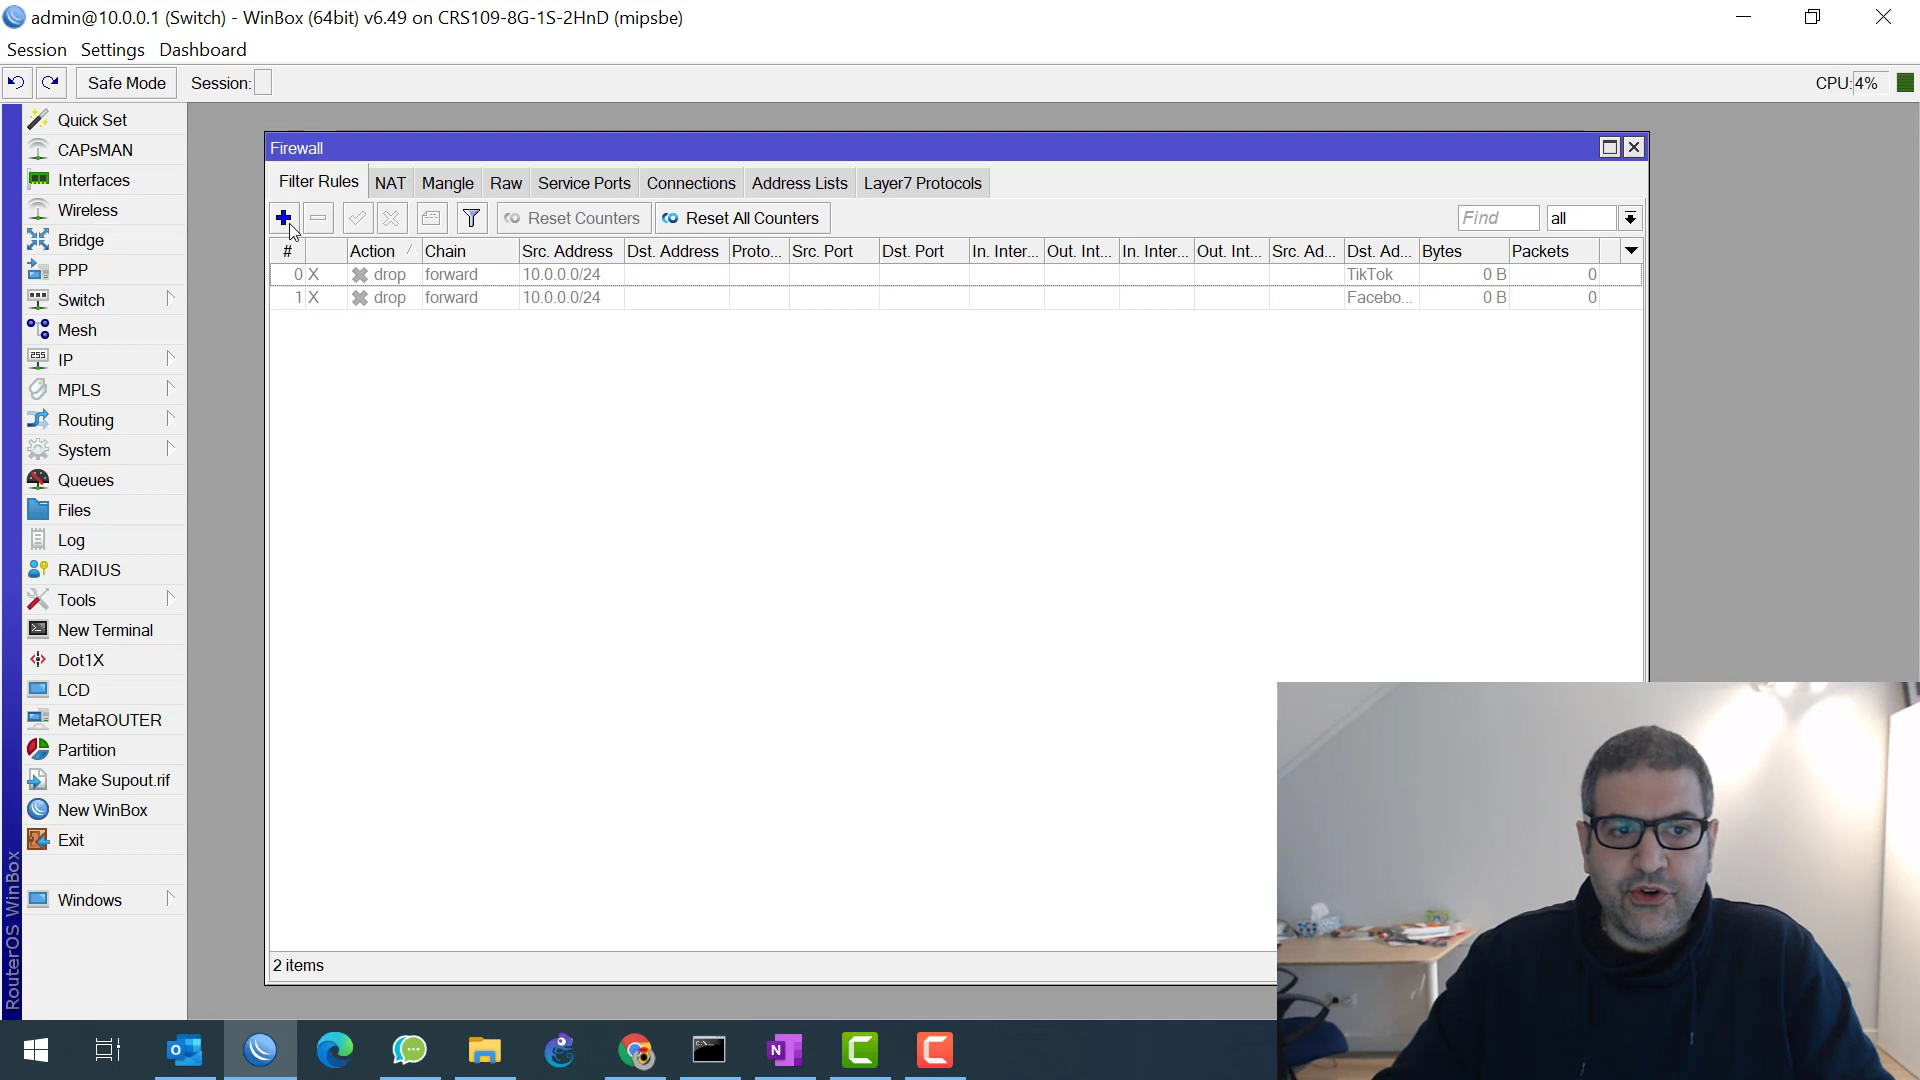 admin@10.0.0.1 (Switch) - WinBox (64bit) v6.49 on CRS109-8G-1S-2HnD (mipsbe)
Session Settings Dashboard
Safe Mode Session: CPU: 4%
Quick Set
CAPsMAN
Interfaces
Wireless
Bridge
PPP
Switch
Mesh
IP
MPLS
Routing
System
Queues
Files
Log
RADIUS
Tools
New Terminal
Dot1X
LCD
MetaROUTER
Partition
Make Supout.rif
New WinBox
Exit
Windows
RouterOS WinBox
Firewall
Filter Rules NAT Mangle Raw Service Ports Connections Address Lists Layer7 Protocols
Reset Counters Reset All Counters Find all
# Action Chain Src. Address Dst. Address Proto... Src. Port Dst. Port In. Inter... Out. Int... In. Inter... Out. Int... Src. Ad... Dst. Ad... Bytes Packets
0 X drop forward 10.0.0.0/24 TikTok 0 B 0
1 X drop forward 10.0.0.0/24 Facebo... 0 B 0
2 items